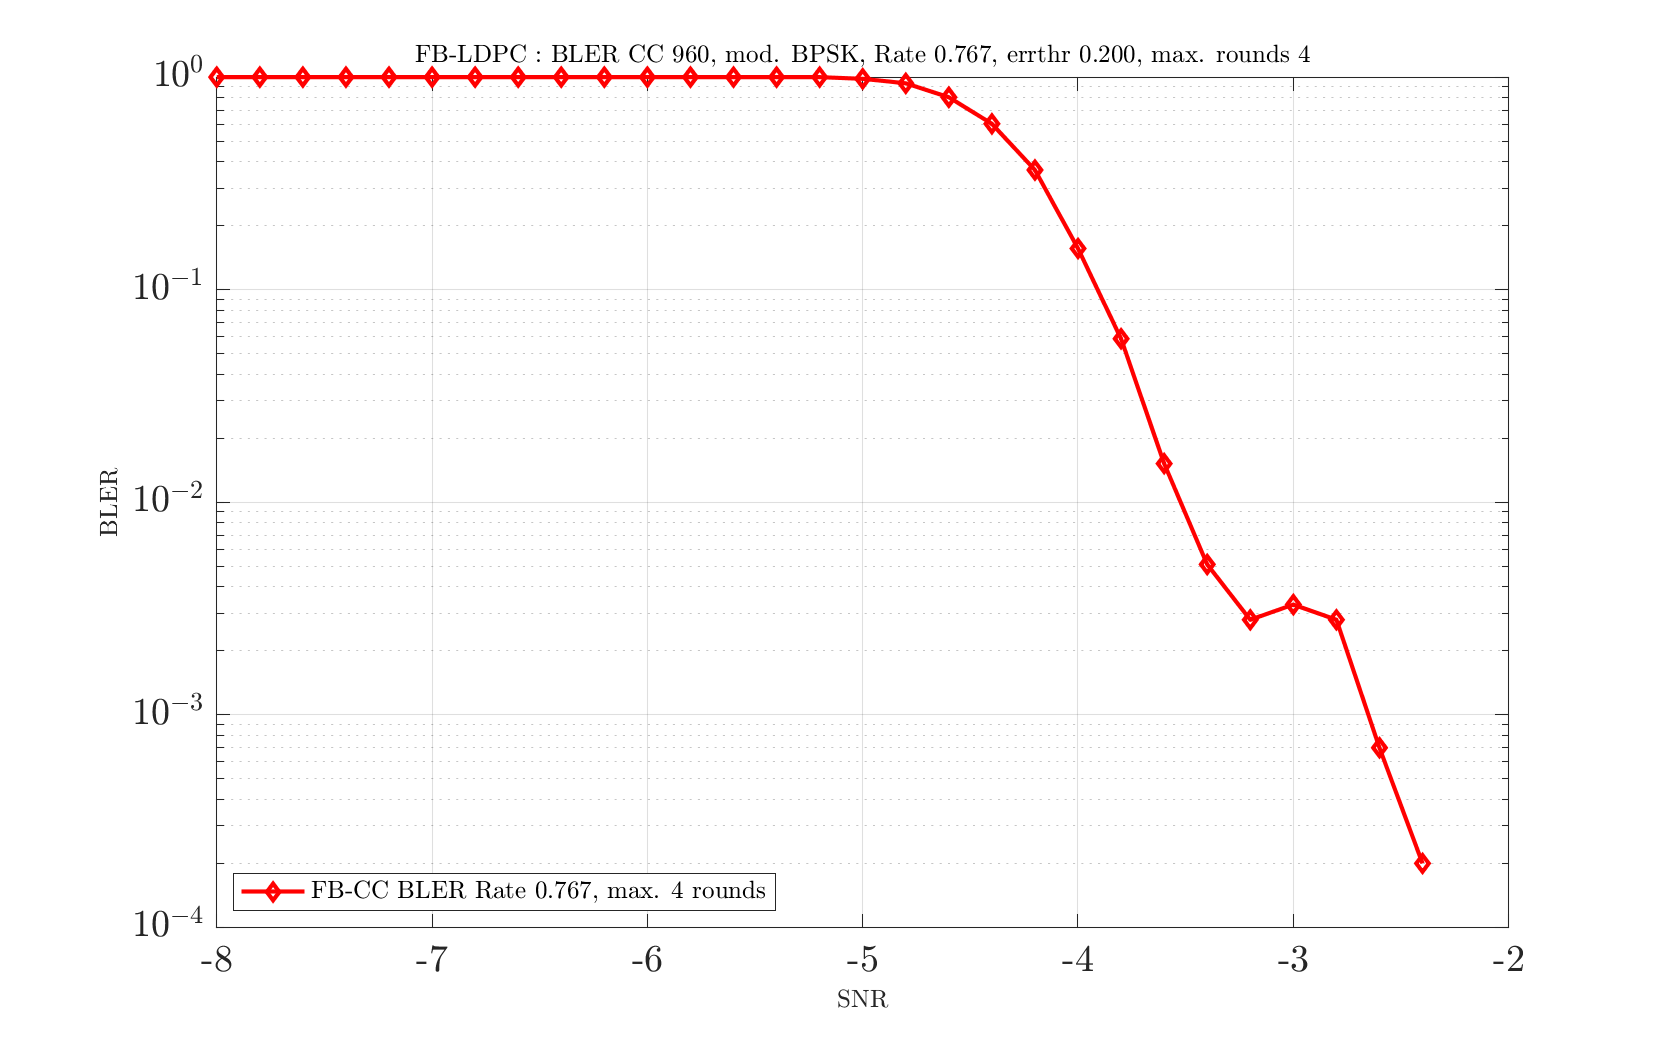 FB-LDPC : BLER CC 960, mod. BPSK, Rate 0.767, errthr 0.200, max. rounds 4
10^0
10^-1
10^-2
10^-3
10^-4
BLER
FB-CC BLER Rate 0.767, max. 4 rounds
-8 -7 -6 -5 -4 -3 -2
SNR